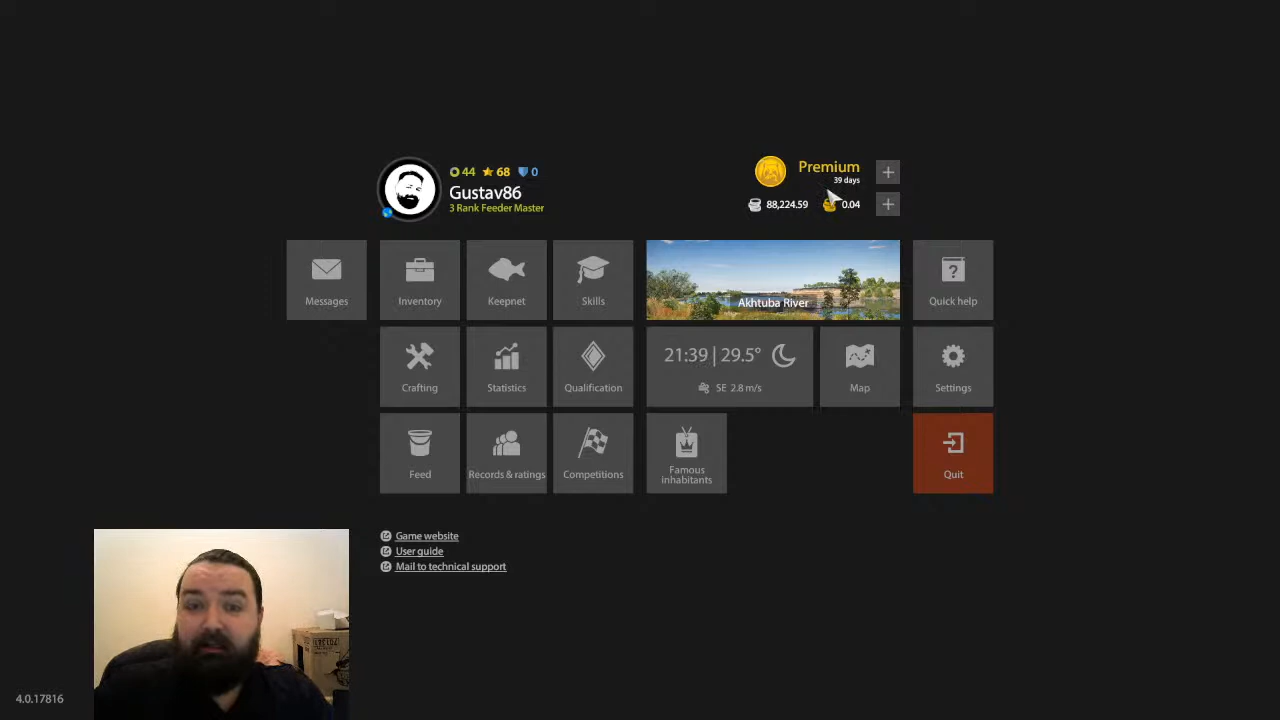 44 68 0
Gustav86
3 Rank Feeder Master
Premium
39 days
88,224.59 0.04
Messages
Inventory
Keepnet
Skills
Akhtuba River
Quick help
Crafting
Statistics
Qualification
21:39 | 29.5°
SE 2.8 m/s
Map
Settings
Feed
Records & ratings
Competitions
Famous
inhabitants
Quit
Game website
User guide
Mail to technical support
4.0.17816